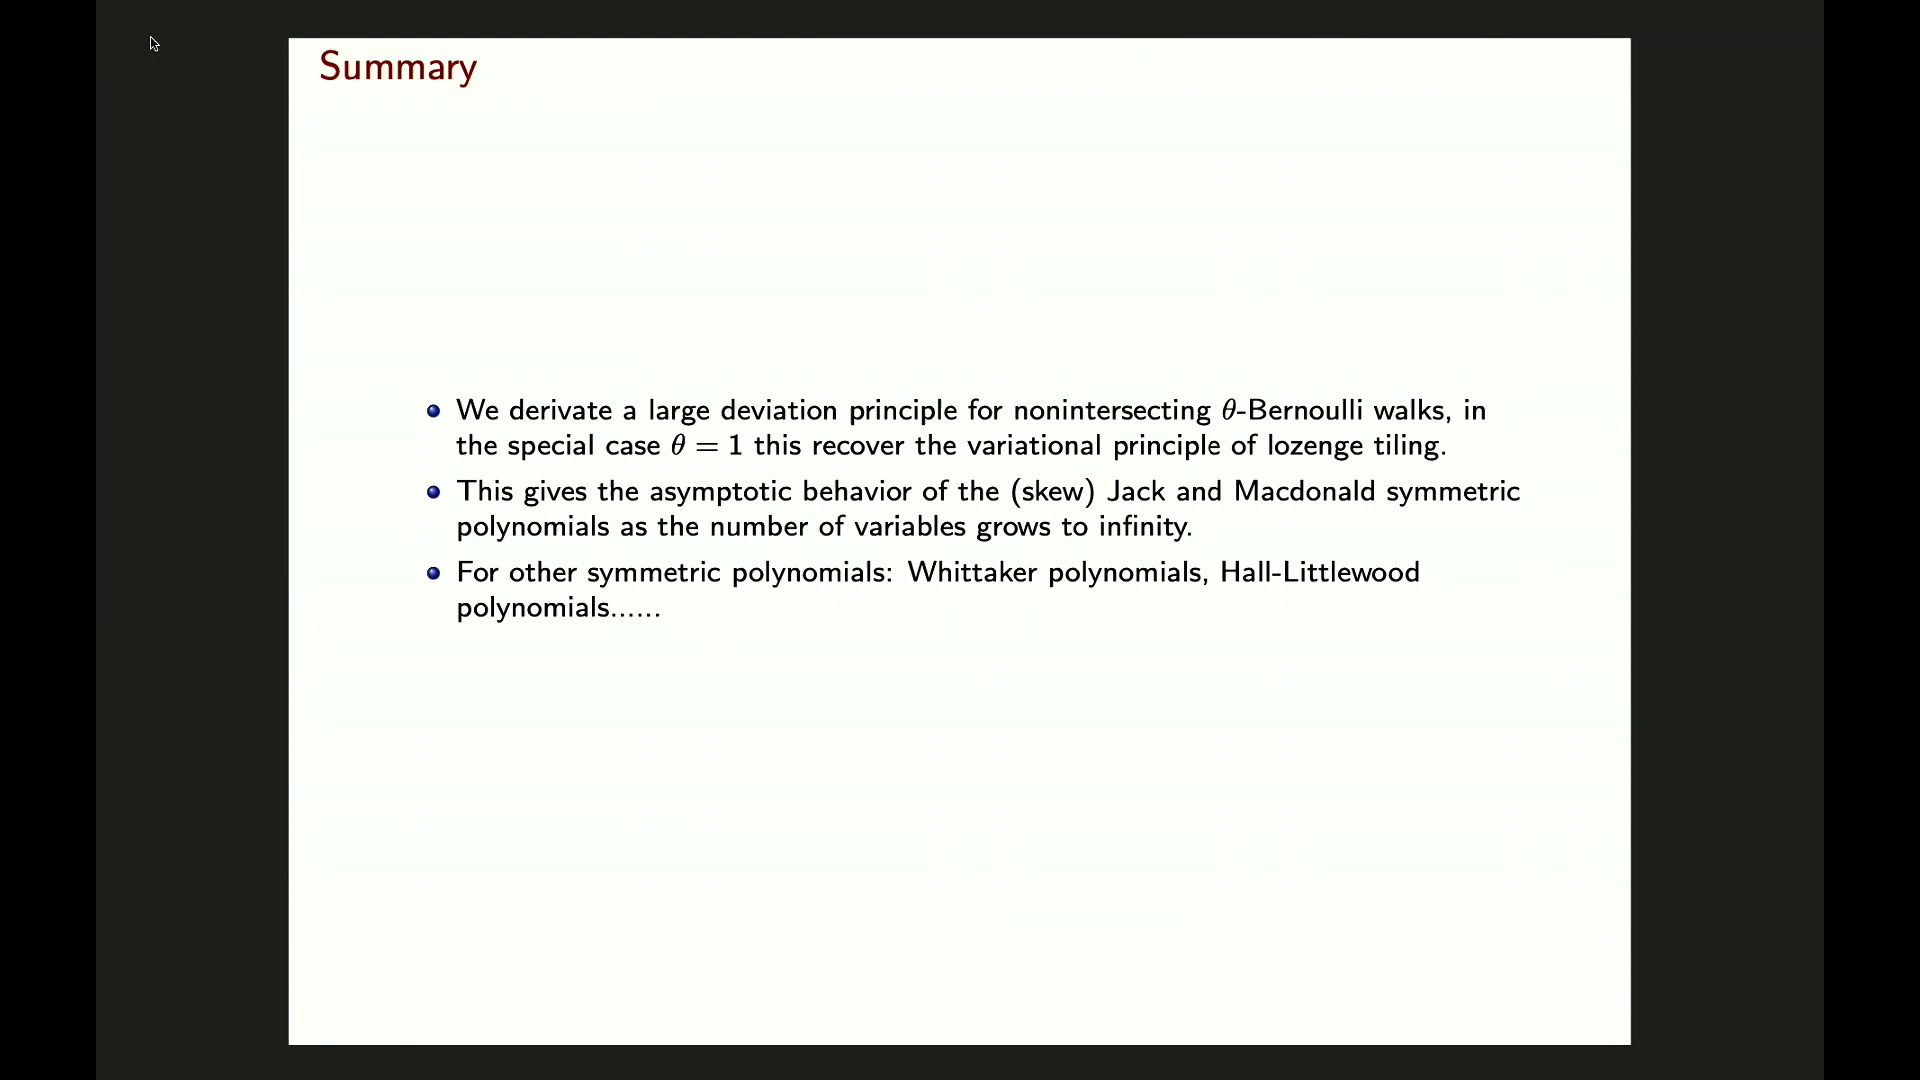 Summary
We derivate a large deviation principle for nonintersecting θ-Bernoulli walks, in
the special case θ = 1 this recover the variational principle of lozenge tiling.
This gives the asymptotic behavior of the (skew) Jack and Macdonald symmetric
polynomials as the number of variables grows to infinity.
For other symmetric polynomials: Whittaker polynomials, Hall-Littlewood
polynomials......